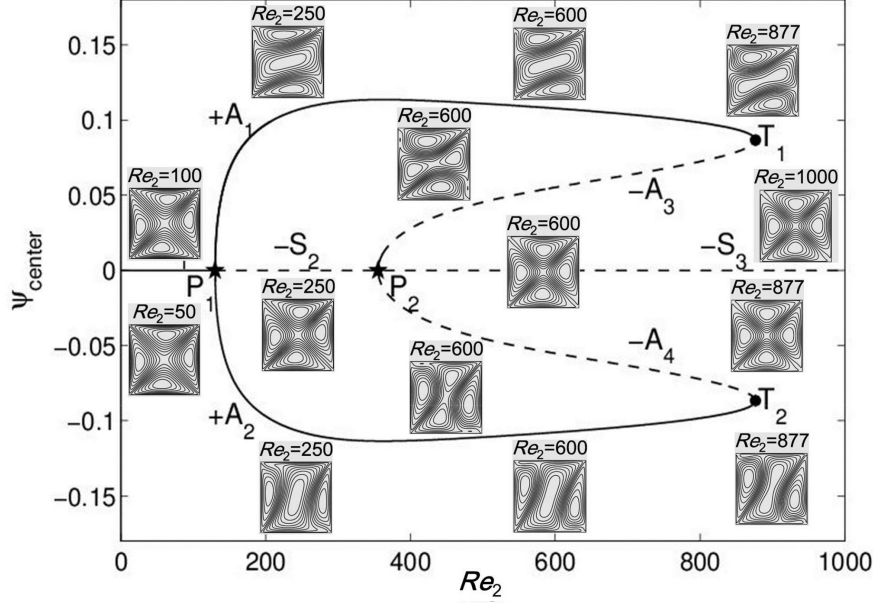 Re2=250
Re2=600
Re2=877
0.15
+A1
0.1
Re2=600
T1
Re2=100
0.05
-A3
Re2=1000
Re2=600
-S2
-S3
0
ψcenter
P1
P2
Re2=50
Re2=250
Re2=877
-0.05
Re2=600
-A4
T2
-0.1
+A2
Re2=250
Re2=600
Re2=877
-0.15
0
200
400
600
800
1000
Re2